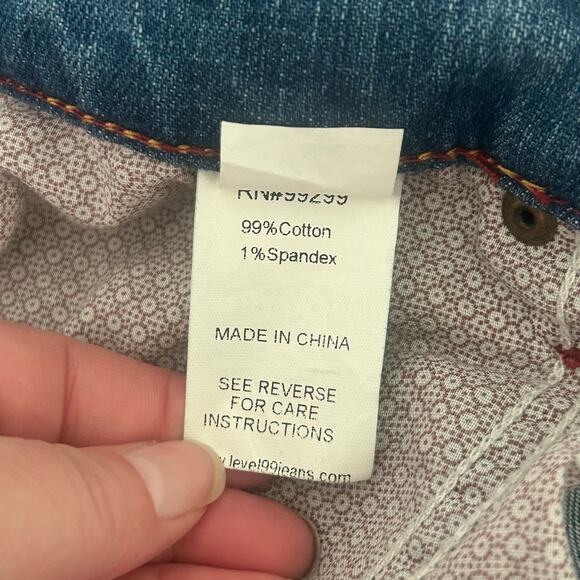 RN#99299
99%Cotton
1%Spandex
MADE IN CHINA
SEE REVERSE
FOR CARE
INSTRUCTIONS
.level99jeans.com